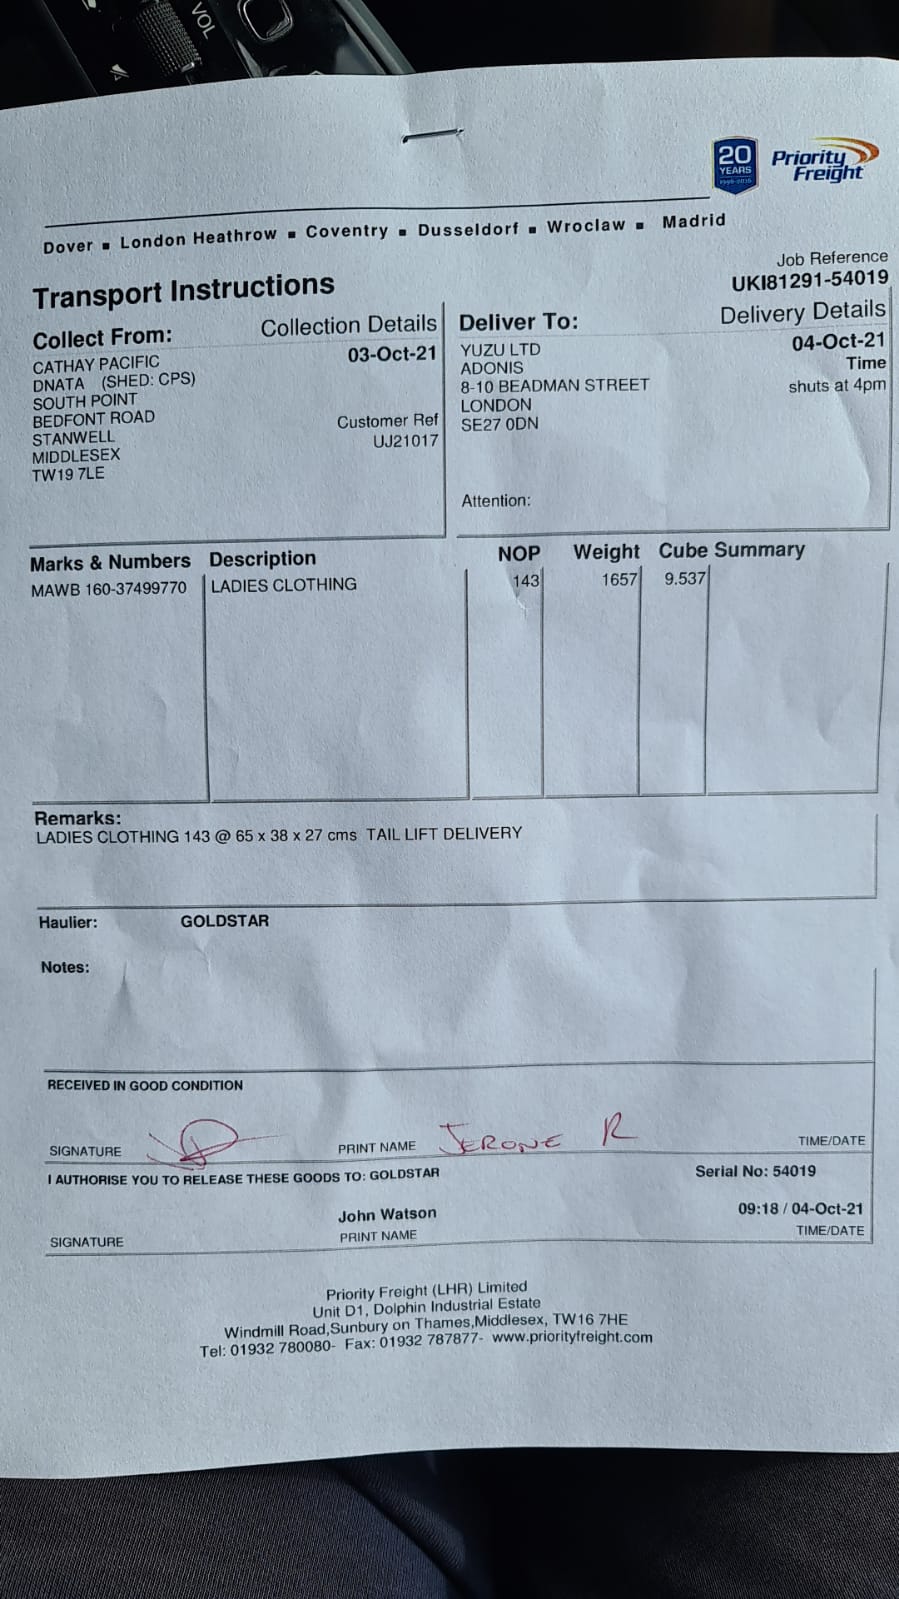 VOL
20
YEARS
Priority
Freight
Dover ▪ London Heathrow ▪ Coventry ▪ Dusseldorf ▪ Wroclaw ▪ Madrid
Transport Instructions
Job Reference
UKI81291-54019
Collect From:
Collection Details
03-Oct-21
CATHAY PACIFIC
DNATA (SHED: CPS)
SOUTH POINT
BEDFONT ROAD
STANWELL
MIDDLESEX
TW19 7LE
Customer Ref
UJ21017
Deliver To:
Delivery Details
04-Oct-21
Time
shuts at 4pm
YUZU LTD
ADONIS
8-10 BEADMAN STREET
LONDON
SE27 0DN
Attention:
Marks & Numbers Description NOP Weight Cube Summary
MAWB 160-37499770 LADIES CLOTHING 143 1657 9.537
Remarks:
LADIES CLOTHING 143 @ 65 x 38 x 27 cms TAIL LIFT DELIVERY
Haulier: GOLDSTAR
Notes:
RECEIVED IN GOOD CONDITION
SIGNATURE PRINT NAME JERONE R TIME/DATE
I AUTHORISE YOU TO RELEASE THESE GOODS TO: GOLDSTAR Serial No: 54019
John Watson 09:18 / 04-Oct-21
SIGNATURE PRINT NAME TIME/DATE
Priority Freight (LHR) Limited
Unit D1, Dolphin Industrial Estate
Windmill Road,Sunbury on Thames,Middlesex, TW16 7HE
Tel: 01932 780080- Fax: 01932 787877- www.priorityfreight.com